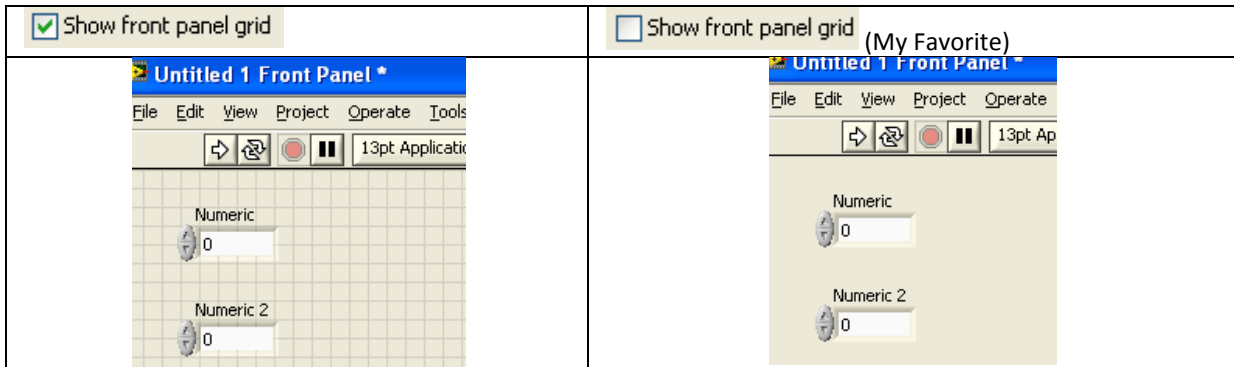 Show front panel grid
Show front panel grid (My Favorite)
Untitled 1 Front Panel *
File Edit View Project Operate Tools
13pt Applicatio
Numeric
0
Numeric 2
0
Untitled 1 Front Panel *
File Edit View Project Operate
13pt Ap
Numeric
0
Numeric 2
0